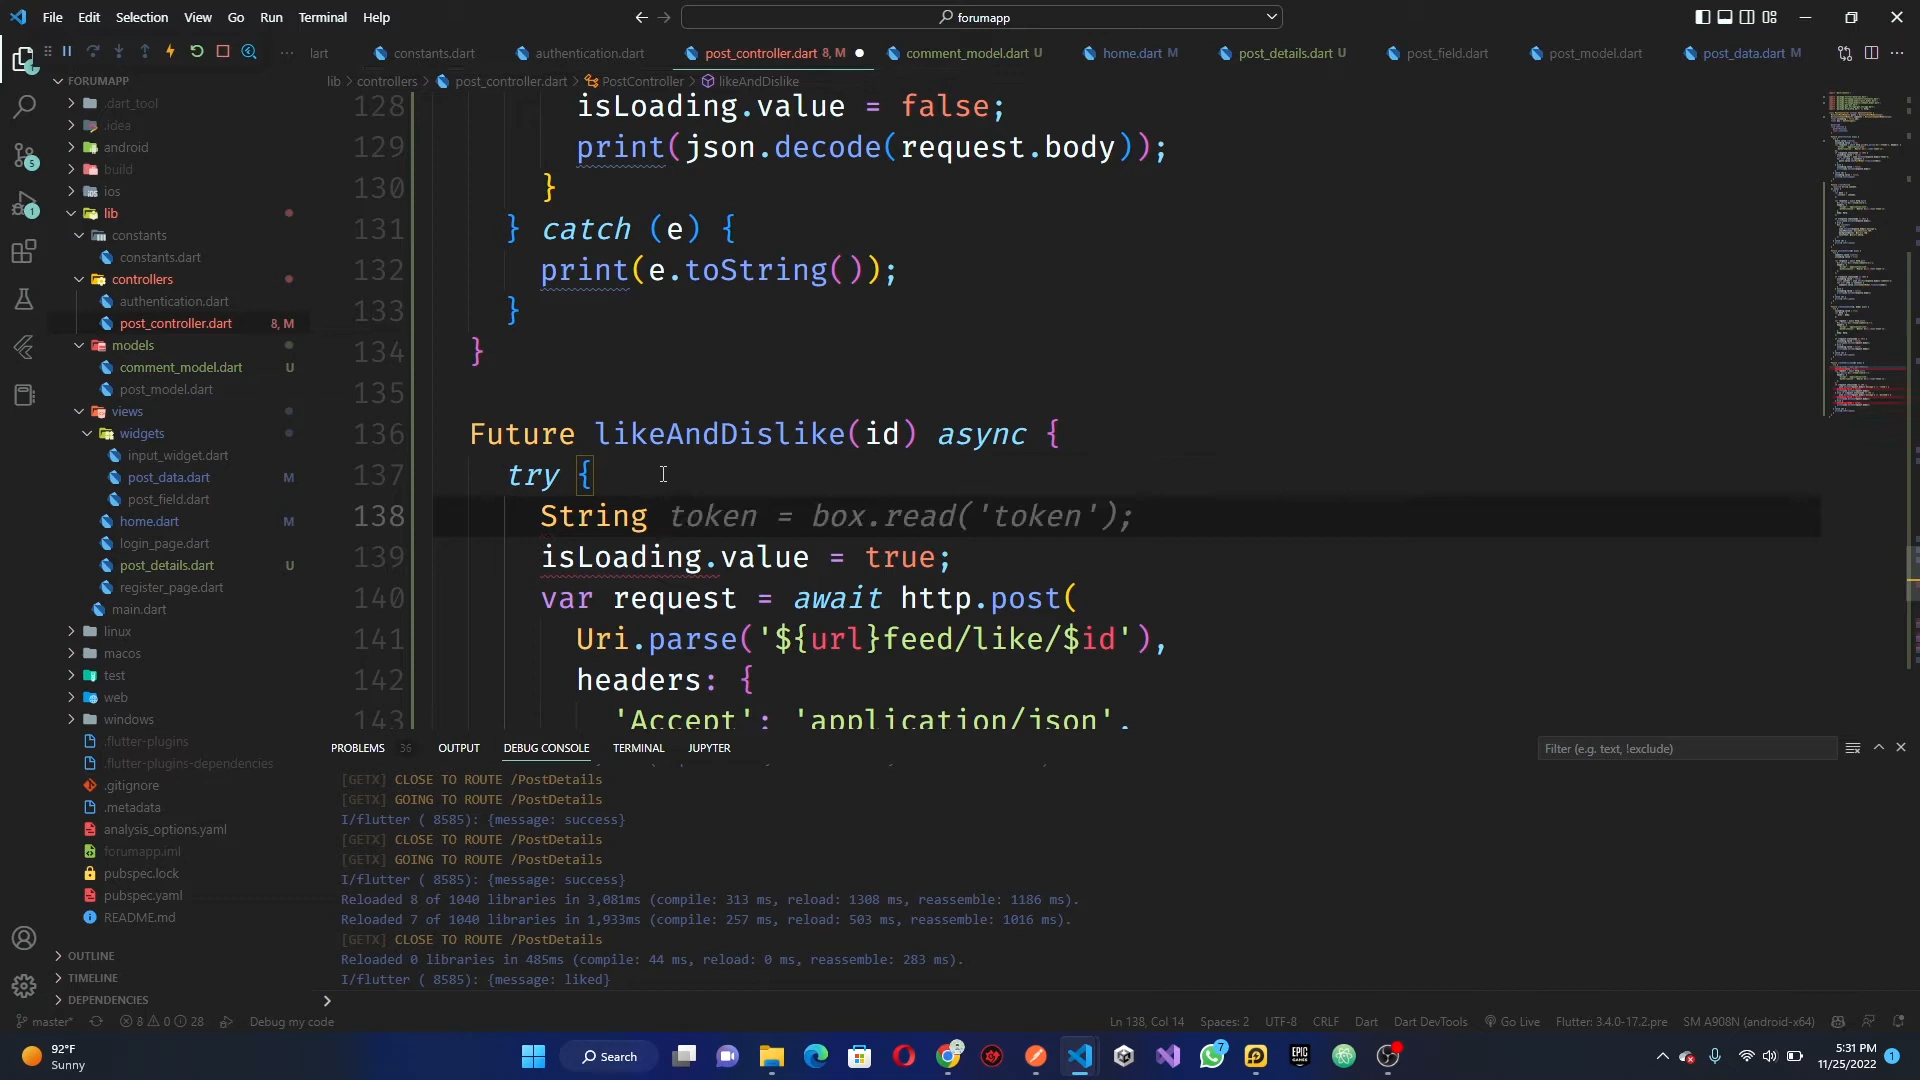 File Edit Selection View Go Run Terminal Help
forumapp
lart constants.dart authentication.dart post_controller.dart 8, M comment_model.dart U home.dart M post_details.dart U post_field.dart post_model.dart post_data.dart M
lib > controllers > post_controller.dart > PostController > likeAndDislike
FORUMAPP
.dart_tool
.idea
android
build
ios
lib
constants
constants.dart
controllers
authentication.dart
post_controller.dart 8, M
models
comment_model.dart U
post_model.dart
views
widgets
input_widget.dart
post_data.dart M
post_field.dart
home.dart M
login_page.dart
post_details.dart U
register_page.dart
main.dart
linux
macos
test
web
windows
.flutter-plugins
.flutter-plugins-dependencies
.gitignore
.metadata
analysis_options.yaml
forumapp.iml
pubspec.lock
pubspec.yaml
README.md
OUTLINE
TIMELINE
DEPENDENCIES
5
1
128 isLoading.value = false;
129 print(json.decode(request.body));
130 }
131 } catch (e) {
132 print(e.toString());
133 }
134 }
135
136 Future likeAndDislike(id) async {
137 try {
138 String token = box.read('token');
139 isLoading.value = true;
140 var request = await http.post(
141 Uri.parse('${url}feed/like/$id'),
142 headers: {
143 'Accept': 'application/json',
PROBLEMS 36 OUTPUT DEBUG CONSOLE TERMINAL JUPYTER
Filter (e.g. text, !exclude)
[GETX] CLOSE TO ROUTE /PostDetails
[GETX] GOING TO ROUTE /PostDetails
I/flutter ( 8585): {message: success}
[GETX] CLOSE TO ROUTE /PostDetails
[GETX] GOING TO ROUTE /PostDetails
I/flutter ( 8585): {message: success}
Reloaded 8 of 1040 libraries in 3,081ms (compile: 313 ms, reload: 1308 ms, reassemble: 1186 ms).
Reloaded 7 of 1040 libraries in 1,933ms (compile: 257 ms, reload: 503 ms, reassemble: 1016 ms).
[GETX] CLOSE TO ROUTE /PostDetails
Reloaded 0 libraries in 485ms (compile: 44 ms, reload: 0 ms, reassemble: 283 ms).
I/flutter ( 8585): {message: liked}
master* 8 0 28 Debug my code
Ln 138, Col 14 Spaces: 2 UTF-8 CRLF Dart Dart DevTools Go Live Flutter: 3.4.0-17.2.pre SM A908N (android-x64)
92°F
Sunny
Search
7
EPIC GAMES
5:31 PM
11/25/2022
1